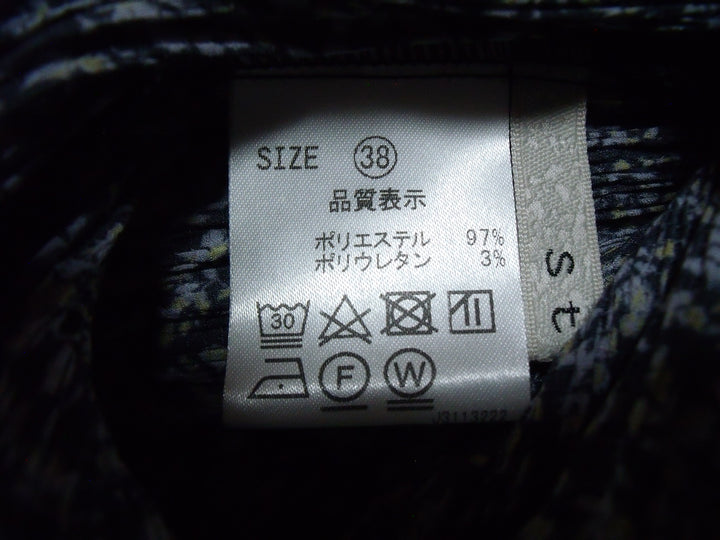 SIZE 38
品質表示
ポリエステル 97%
ポリウレタン 3%
30
F W
J3113222
St